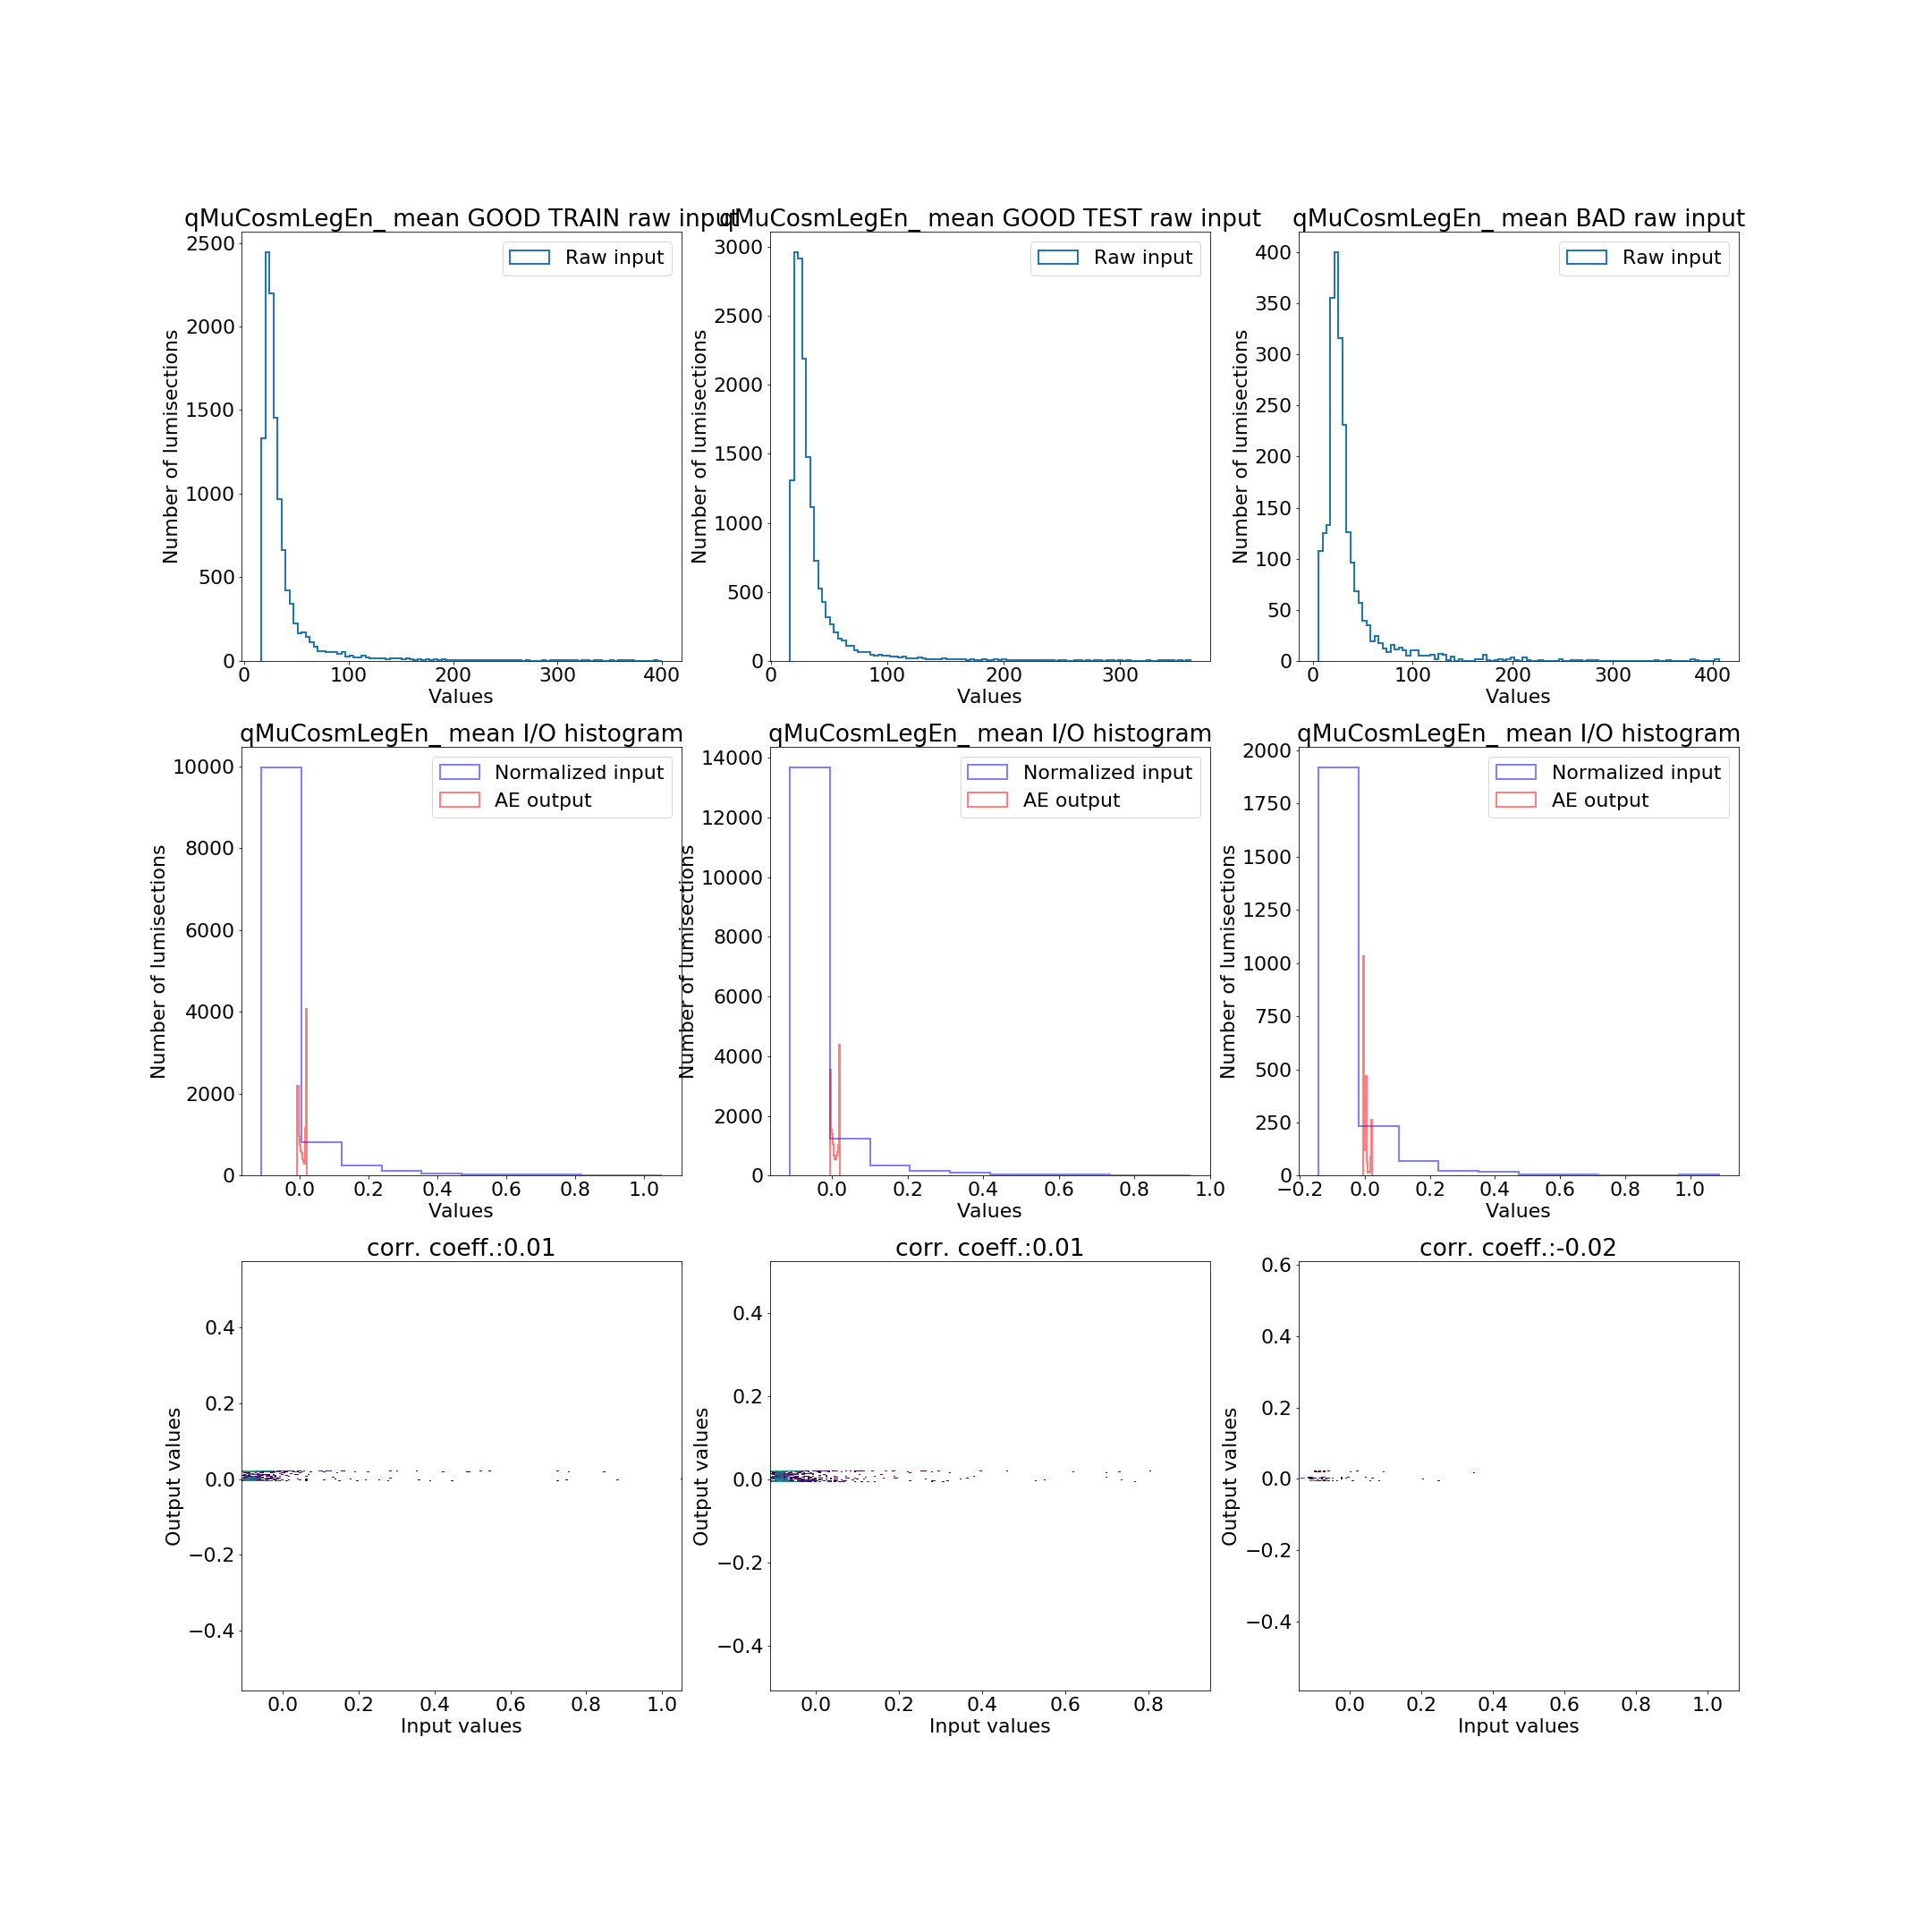 qMuCosmLegEn_ mean GOOD TRAIN raw input
qMuCosmLegEn_ mean GOOD TEST raw input
qMuCosmLegEn_ mean BAD raw input
Raw input
Raw input
Raw input
Number of lumisections
2500
2000
1500
1000
500
0
0 100 200 300 400
Values
Number of lumisections
3000
2500
2000
1500
1000
500
0
0 100 200 300
Values
Number of lumisections
400
350
300
250
200
150
100
50
0
0 100 200 300 400
Values
qMuCosmLegEn_ mean I/O histogram
qMuCosmLegEn_ mean I/O histogram
qMuCosmLegEn_ mean I/O histogram
Normalized input
AE output
Normalized input
AE output
Normalized input
AE output
Number of lumisections
10000
8000
6000
4000
2000
0
0.0 0.2 0.4 0.6 0.8 1.0
Values
Number of lumisections
14000
12000
10000
8000
6000
4000
2000
0
0.0 0.2 0.4 0.6 0.8 1.0
Values
Number of lumisections
2000
1750
1500
1250
1000
750
500
250
0
−0.2 0.0 0.2 0.4 0.6 0.8 1.0
Values
corr. coeff.:0.01
corr. coeff.:0.01
corr. coeff.:-0.02
Output values
0.4
0.2
0.0
−0.2
−0.4
0.0 0.2 0.4 0.6 0.8 1.0
Input values
Output values
0.4
0.2
0.0
−0.2
−0.4
0.0 0.2 0.4 0.6 0.8
Input values
Output values
0.6
0.4
0.2
0.0
−0.2
−0.4
0.0 0.2 0.4 0.6 0.8 1.0
Input values